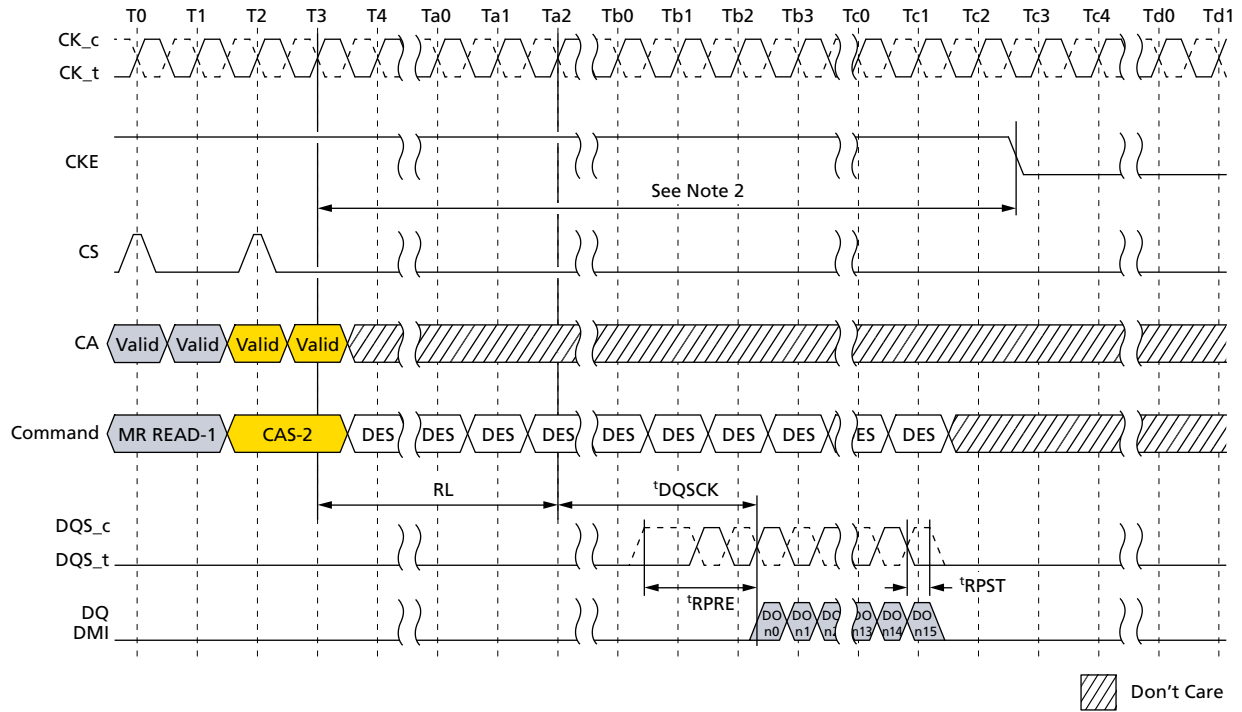 T0 T1 T2 T3 T4 Ta0 Ta1 Ta2 Tb0 Tb1 Tb2 Tb3 Tc0 Tc1 Tc2 Tc3 Tc4 Td0 Td1
CK_c
CK_t
CKE
See Note 2
CS
CA Valid Valid Valid Valid
Command MR READ-1 CAS-2 DES DES DES DES DES DES DES DES ES DES
RL tDQSCK
DQS_c
DQS_t
tRPRE tRPST
DQ
DMI
DO DO DO DO DO DO
n0 n1 n2 n13 n14 n15
Don't Care